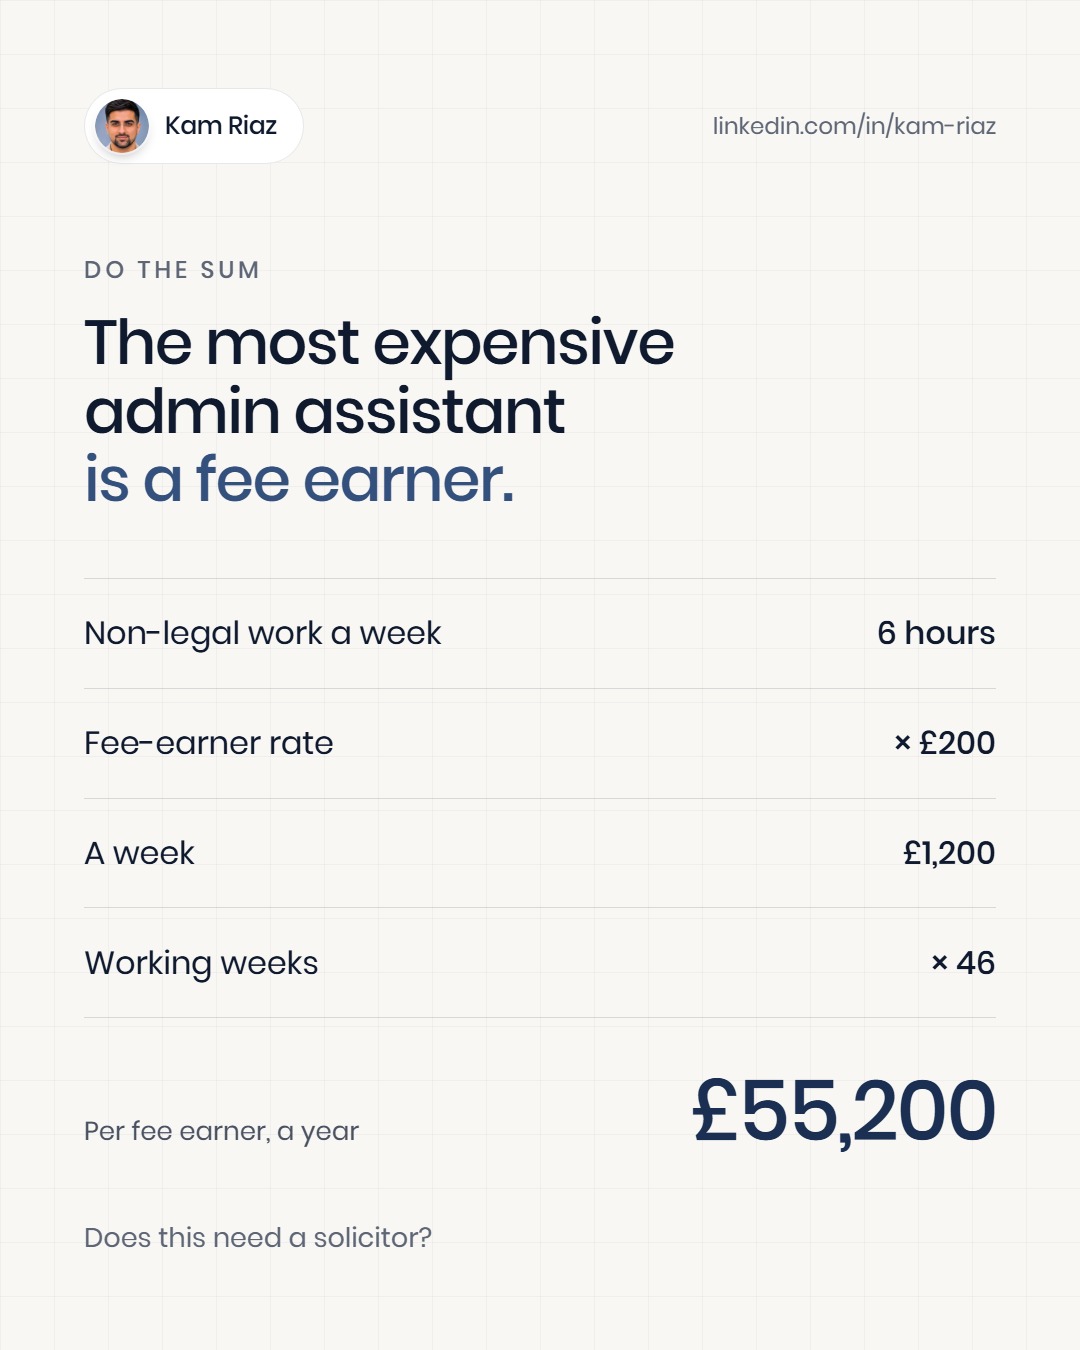 Kam Riaz
linkedin.com/in/kam-riaz
DO THE SUM
The most expensive
admin assistant
is a fee earner.
Non-legal work a week 6 hours
Fee-earner rate × £200
A week £1,200
Working weeks × 46
Per fee earner, a year £55,200
Does this need a solicitor?